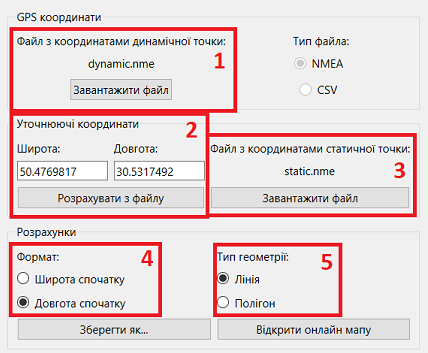 GPS координати
Файл з координатами динамічної точки:
Тип файла:
1
dynamic.nme
NMEA
Завантажити файл
CSV
Уточнюючі координати
2
Широта:
Довгота:
Файл з координатами статичної точки:
50.4769817
30.5317492
static.nme
3
Розрахувати з файлу
Завантажити файл
Розрахунки
Формат:
4
Тип геометрії:
5
Широта спочатку
Лінія
Довгота спочатку
Полігон
Зберегти як...
Відкрити онлайн мапу